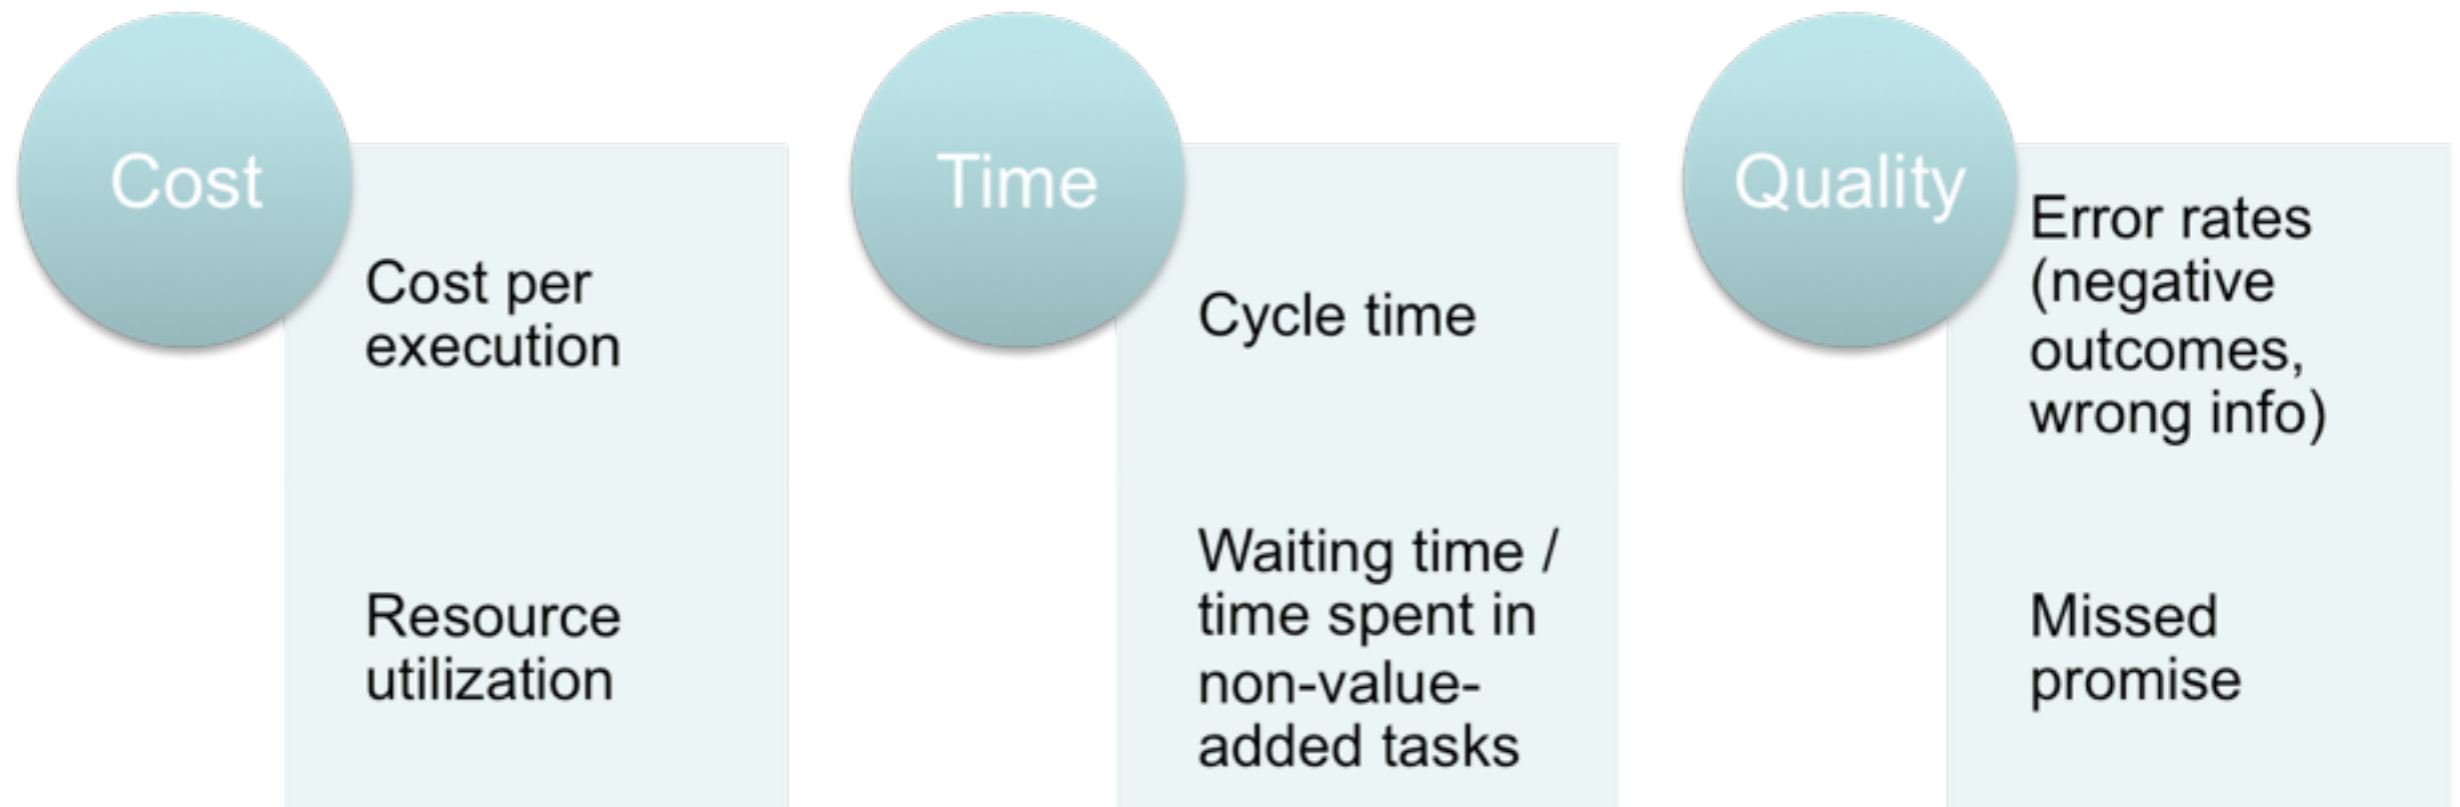 Cost
Cost per
execution
Resource
utilization
Time
Cycle time
Waiting time /
time spent in
non-value-
added tasks
Quality
Error rates
(negative
outcomes,
wrong info)
Missed
promise